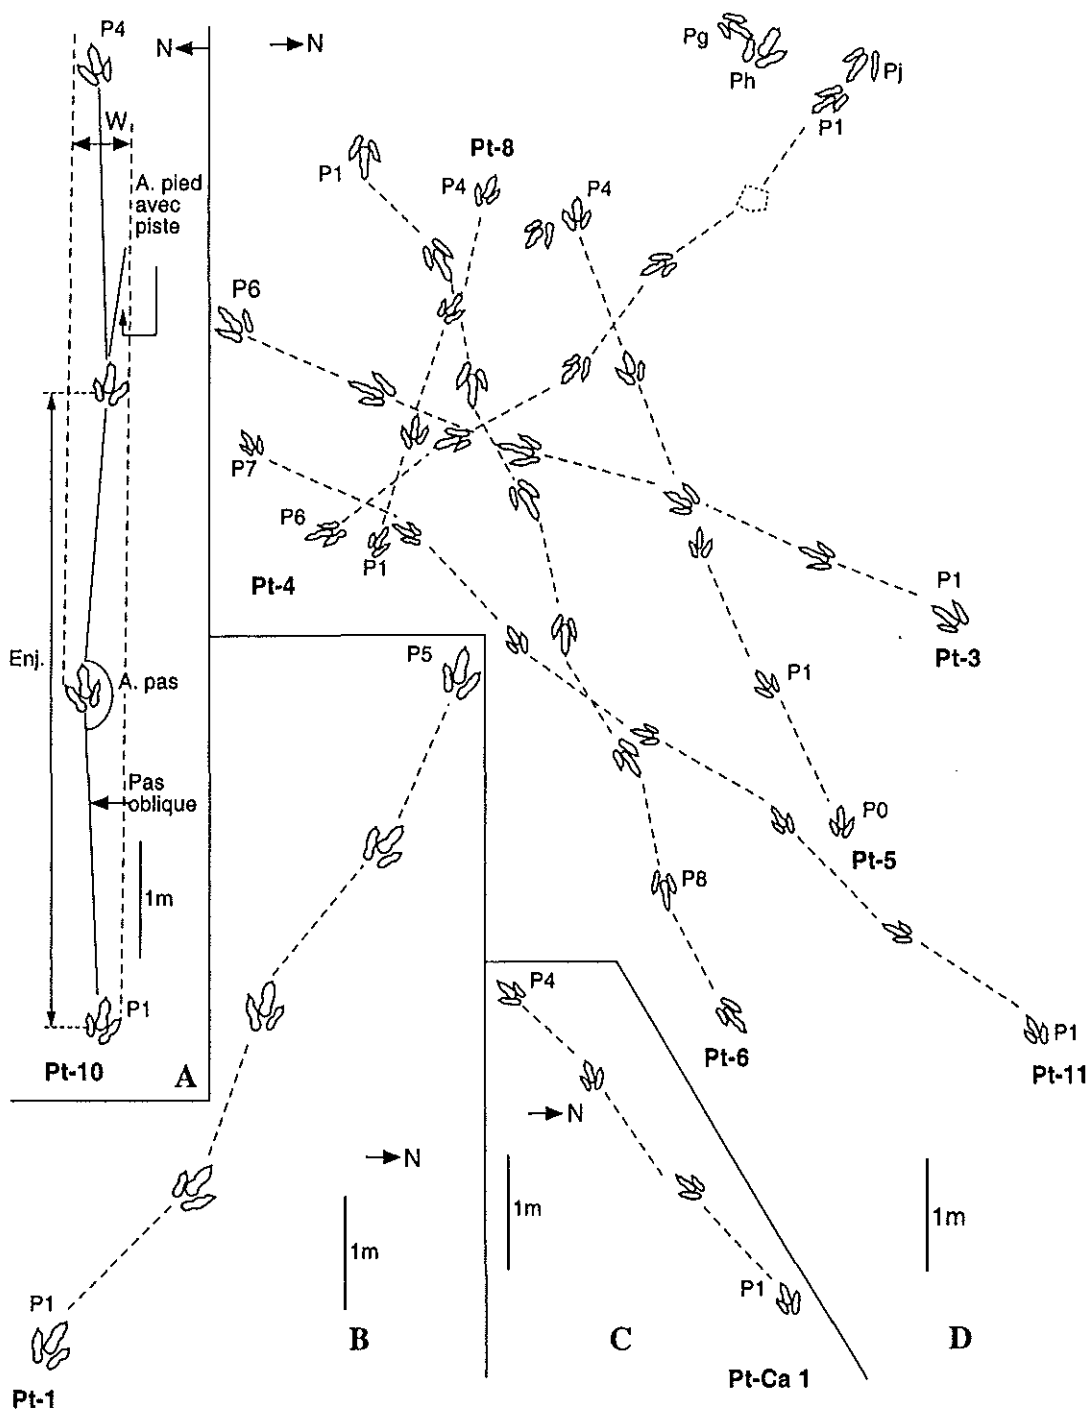 P4
N
W
A. pied
avec
piste
Enj.
A. pas
Pas
oblique
1m
P1
Pt-10
A
N
P1
Pt-8
P4
P4
Pg
Ph
Pj
P1
P6
P7
P6
P1
Pt-4
P1
Pt-3
P1
P0
Pt-5
P8
Pt-6
P1
Pt-11
1m
D
P5
N
1m
P1
B
Pt-1
P4
N
1m
P1
C
Pt-Ca 1